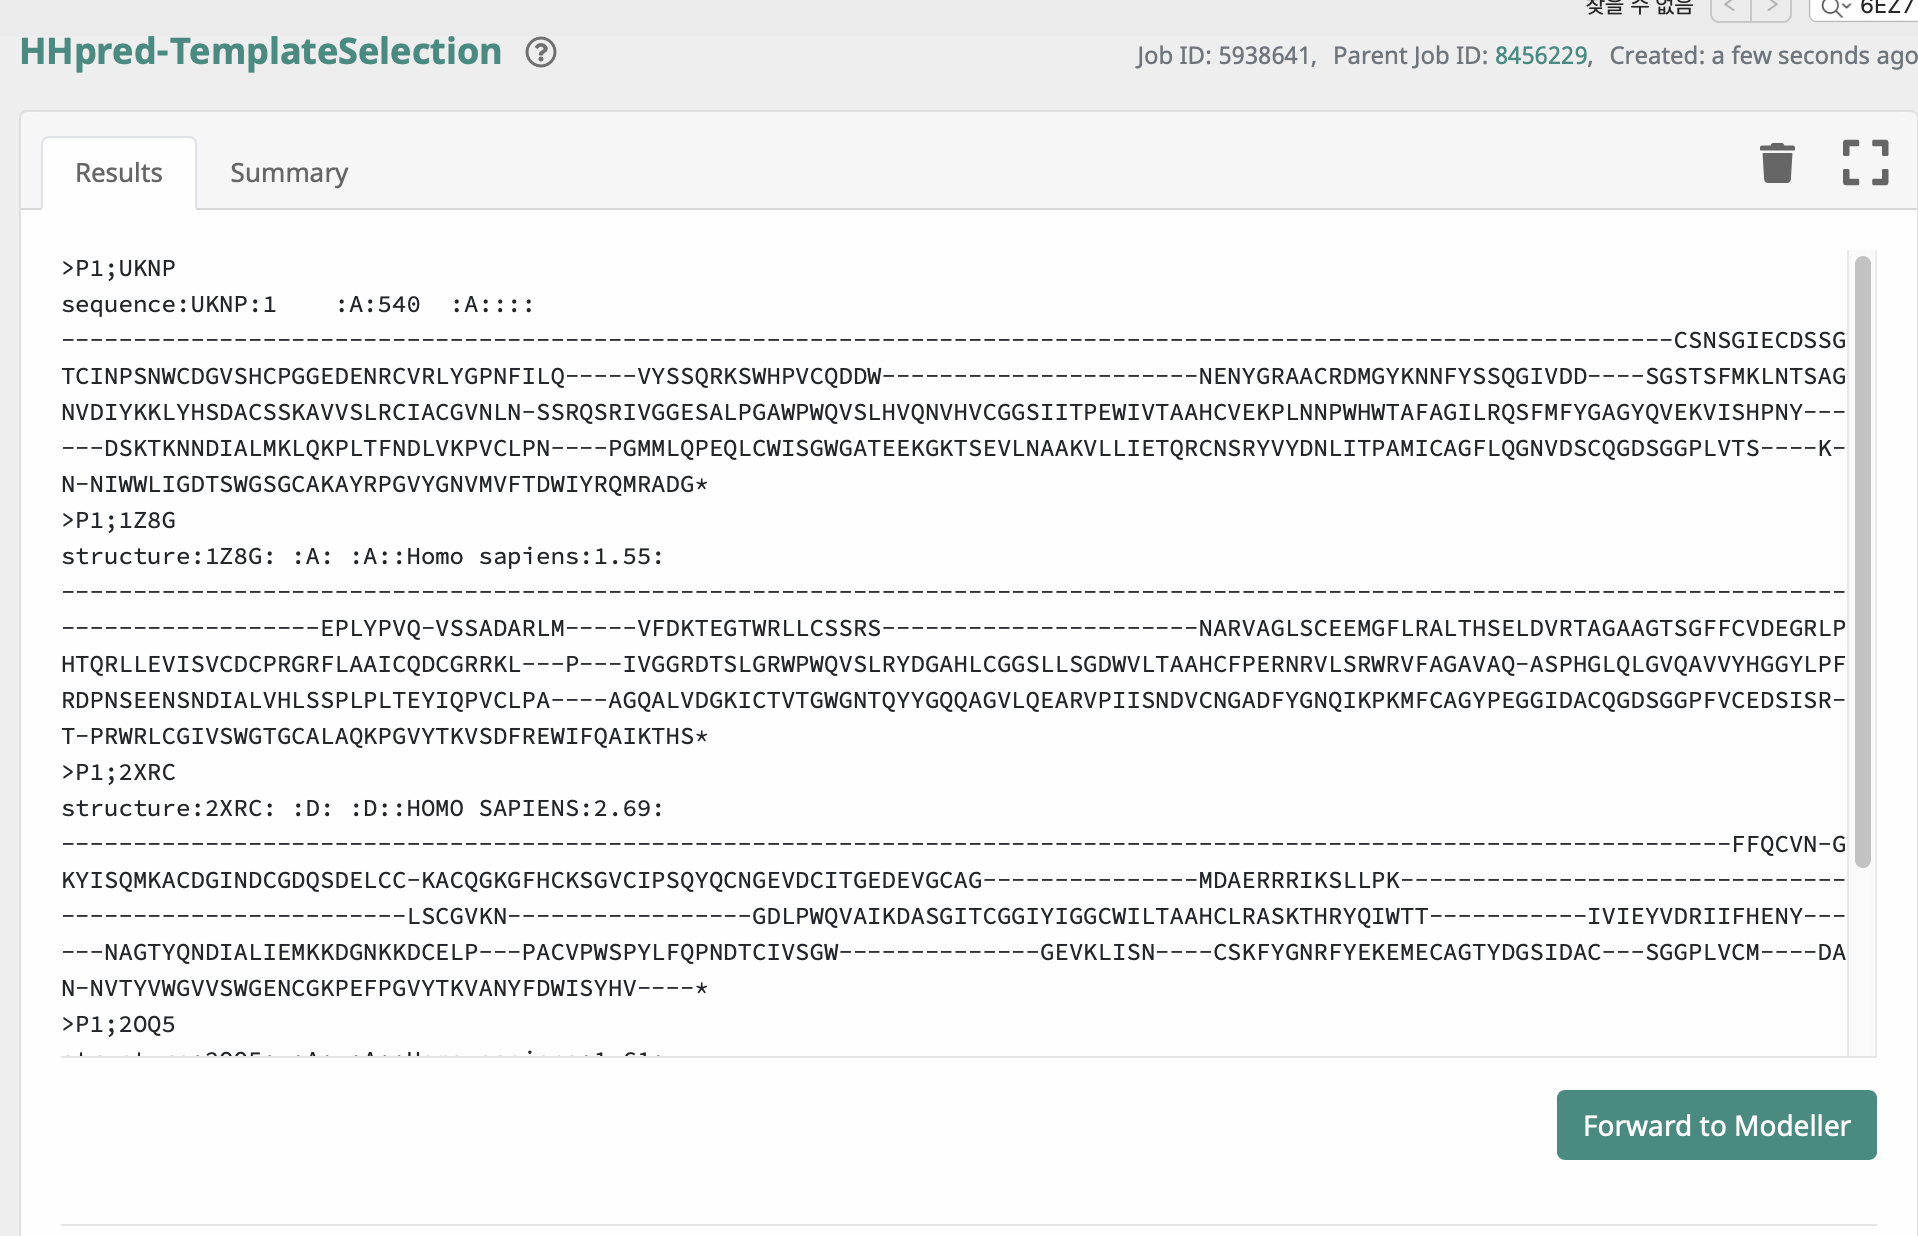 찾을 수 없음
6EZ7
HHpred-TemplateSelection
Job ID: 5938641, Parent Job ID: 8456229, Created: a few seconds ago
Results
Summary
>P1;UKNP
sequence:UKNP:1    :A:540  :A::::
----------------------------------------------------------------------------------------------------------------CSNSGIECDSSG
TCINPSNWCDGVSHCPGGEDENRCVRLYGPNFILQ-----VYSSQRKSWHPVCQDDW----------------------NENYGRAACRDMGYKNNFYSSQGIVDD----SGSTSFMKLNTSAG
NVDIYKKLYHSDACSSKAVVSLRCIACGVNLN-SSRQSRIVGGESALPGAWPWQVSLHVQNVHVCGGSIITPEWIVTAAHCVEKPLNNPWHWTAFAGILRQSFMFYGAGYQVEKVISHPNY---
---DSKTKNNDIALMKLQKPLTFNDLVKPVCLPN----PGMMLQPEQLCWISGWGATEEKGKTSEVLNAAKVLLIETQRCNSRYVYDNLITPAMICAGFLQGNVDSCQGDSGGPLVTS----K-
N-NIWWLIGDTSWGSGCAKAYRPGVYGNVMVFTDWIYRQMRADG*
>P1;1Z8G
structure:1Z8G: :A: :A::Homo sapiens:1.55:
----------------------------------------------------------------------------------------------------------------------------
------------------EPLYPVQ-VSSADARLM-----VFDKTEGTWRLLCSSRS----------------------NARVAGLSCEEMGFLRALTHSELDVRTAGAAGTSGFFCVDEGRLP
HTQRLLEVISVCDCPRGRFLAAICQDCGRRKL---P---IVGGRDTSLGRWPWQVSLRYDGAHLCGGSLLSGDWVLTAAHCFPERNRVLSRWRVFAGAVAQ-ASPHGLQLGVQAVVYHGGYLPF
RDPNSEENSNDIALVHLSSPLPLTEYIQPVCLPA----AGQALVDGKICTVTGWGNTQYYGQQAGVLQEARVPIISNDVCNGADFYGNQIKPKMFCAGYPEGGIDACQGDSGGPFVCEDSISR-
T-PRWRLCGIVSWGTGCALAQKPGVYTKVSDFREWIFQAIKTHS*
>P1;2XRC
structure:2XRC: :D: :D::HOMO SAPIENS:2.69:
--------------------------------------------------------------------------------------------------------------------FFQCVN-G
KYISQMKACDGINDCGDQSDELCC-KACQGKGFHCKSGVCIPSQYQCNGEVDCITGEDEVGCAG---------------MDAERRRIKSLLPK-------------------------------
------------------------LSCGVKN-----------------GDLPWQVAIKDASGITCGGIYIGGCWILTAAHCLRASKTHRYQIWTT-----------IVIEYVDRIIFHENY---
---NAGTYQNDIALIEMKKDGNKKDCELP---PACVPWSPYLFQPNDTCIVSGW--------------GEVKLISN----CSKFYGNRFYEKEMECAGTYDGSIDAC---SGGPLVCM----DA
N-NVTYVWGVVSWGENCGKPEFPGVYTKVANYFDWISYHV----*
>P1;2OQ5
Forward to Modeller